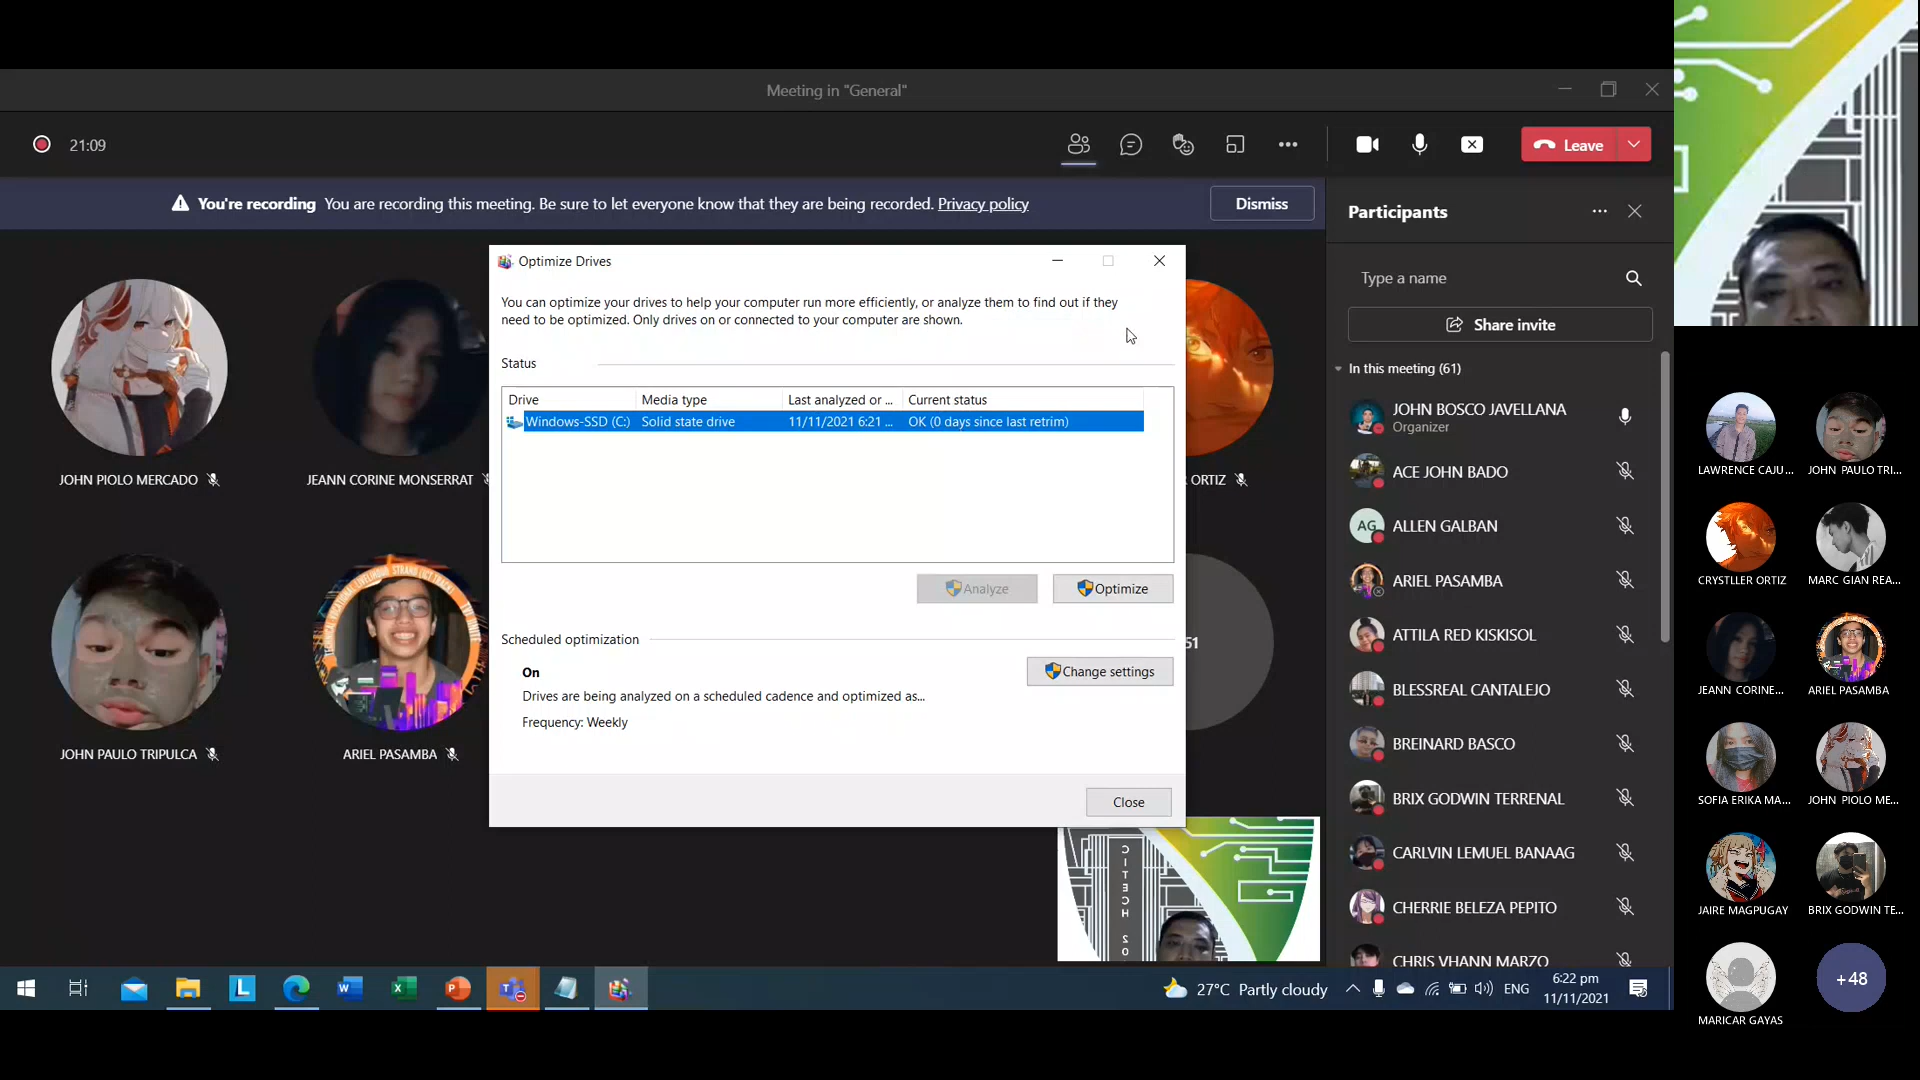 Meeting in "General"
21:09
Leave
You're recording You are recording this meeting. Be sure to let everyone know that they are being recorded. Privacy policy
Dismiss
JOHN PIOLO MERCADO
JEANN CORINE MONSERRAT
ORTIZ
JOHN PAULO TRIPULCA
ARIEL PASAMBA
51
Optimize Drives
You can optimize your drives to help your computer run more efficiently, or analyze them to find out if they
need to be optimized. Only drives on or connected to your computer are shown.
Status
Drive Media type Last analyzed or ... Current status
Windows-SSD (C:) Solid state drive 11/11/2021 6:21 ... OK (0 days since last retrim)
Analyze
Optimize
Scheduled optimization
On
Change settings
Drives are being analyzed on a scheduled cadence and optimized as...
Frequency: Weekly
Close
CITECH 20
Participants
Type a name
Share invite
In this meeting (61)
JOHN BOSCO JAVELLANA
Organizer
ACE JOHN BADO
AG
ALLEN GALBAN
ARIEL PASAMBA
ATTILA RED KISKISOL
BLESSREAL CANTALEJO
BREINARD BASCO
BRIX GODWIN TERRENAL
CARLVIN LEMUEL BANAAG
CHERRIE BELEZA PEPITO
CHRIS VHANN MARZO
27°C Partly cloudy
ENG
6:22 pm
11/11/2021
LAWRENCE CAJU...
JOHN PAULO TRI...
CRYSTLLER ORTIZ
MARC GIAN REA...
JEANN CORINE...
ARIEL PASAMBA
SOFIA ERIKA MA...
JOHN PIOLO ME...
JAIRE MAGPUGAY
BRIX GODWIN TE...
MARICAR GAYAS
+48